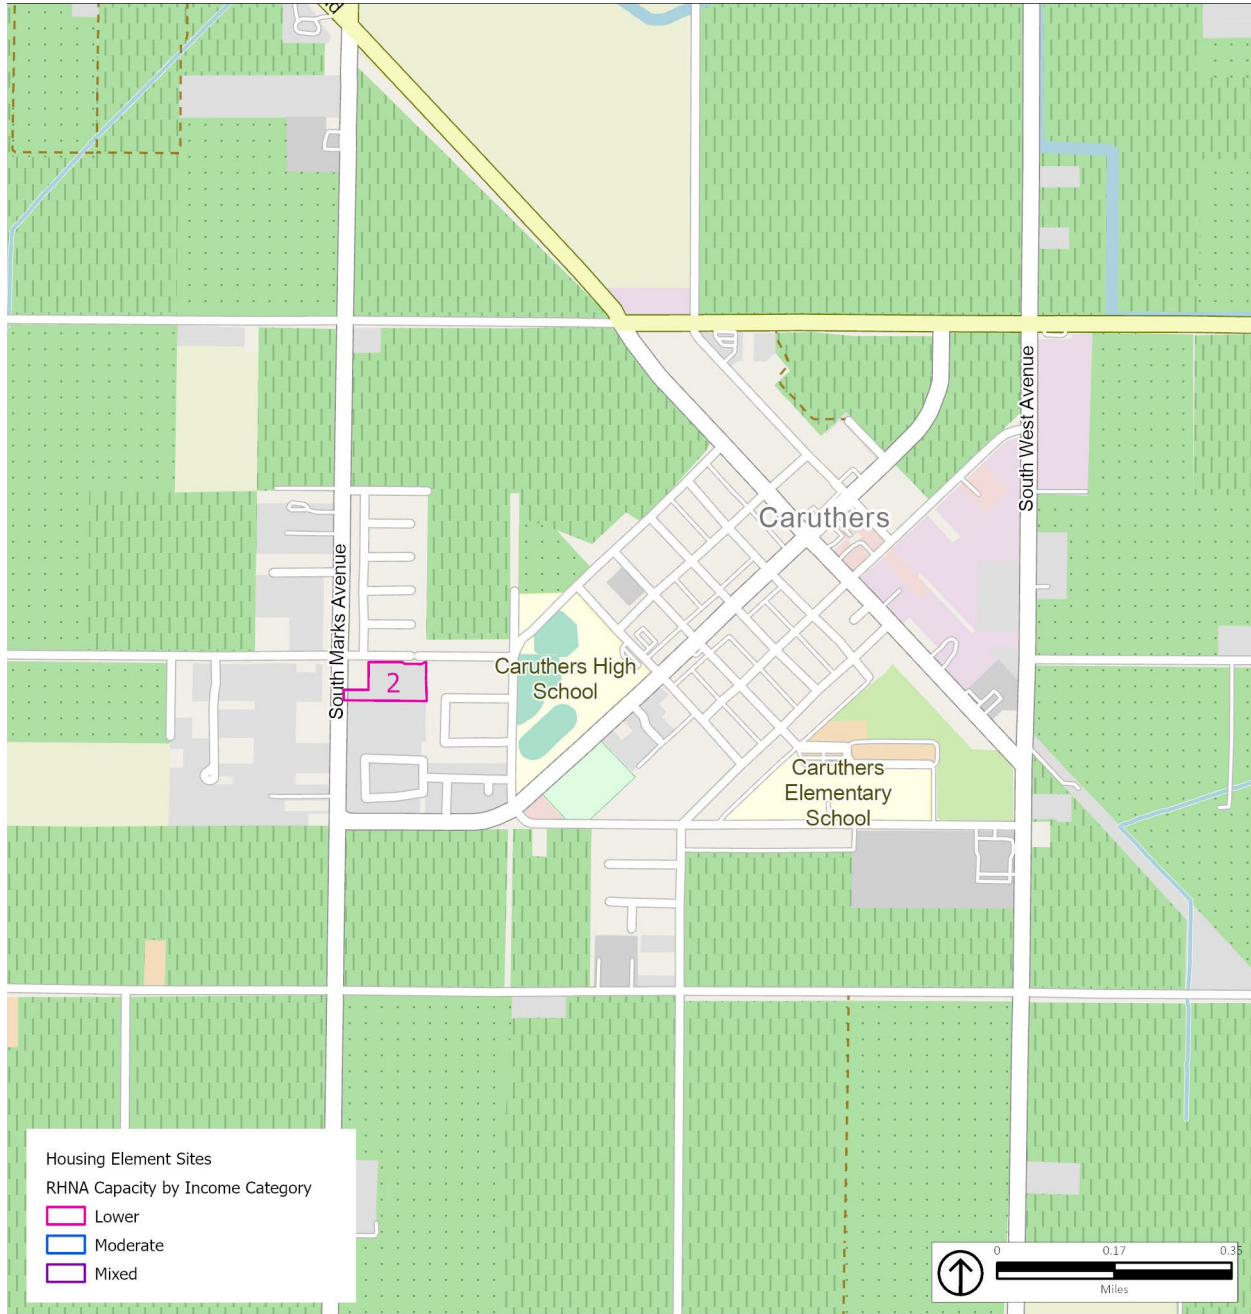 South West Avenue
Caruthers
South Marks Avenue
Caruthers High
School
2
Caruthers
Elementary
School
Housing Element Sites
RHNA Capacity by Income Category
Lower
Moderate
Mixed
0 0.17 0.35
Miles